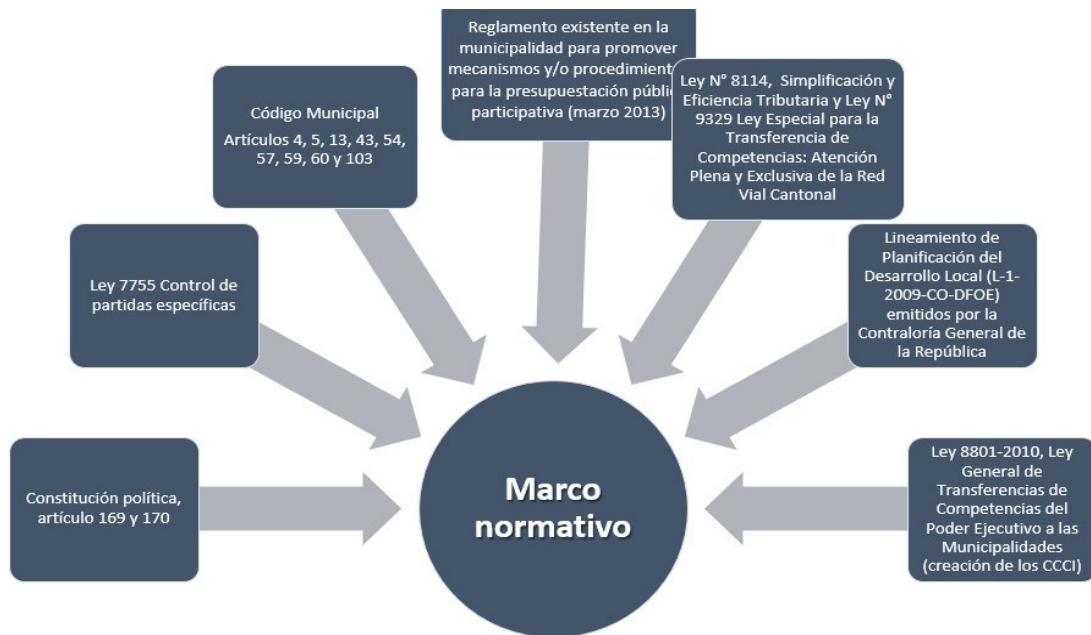 Reglamento existente en la
municipalidad para promover
mecanismos y/o procedimient
para la presupuestación públi
participativa (marzo 2013)
Ley N° 8114, Simplificación y
Eficiencia Tributaria y Ley N°
9329 Ley Especial para la
Transferencia de
Competencias: Atención
Plena y Exclusiva de la Red
Vial Cantonal
Código Municipal
Artículos 4, 5, 13, 43, 54,
57, 59, 60 y 103
Lineamiento de
Planificación del
Desarrollo Local (L-1-
2009-CO-DFOE)
emitidos por la
Contraloría General de
la República
Ley 7755 Control de
partidas específicas
Constitución política,
artículo 169 y 170
Marco
normativo
Ley 8801-2010, Ley
General de
Transferencias de
Competencias del
Poder Ejecutivo a las
Municipalidades
(creación de los CCCI)